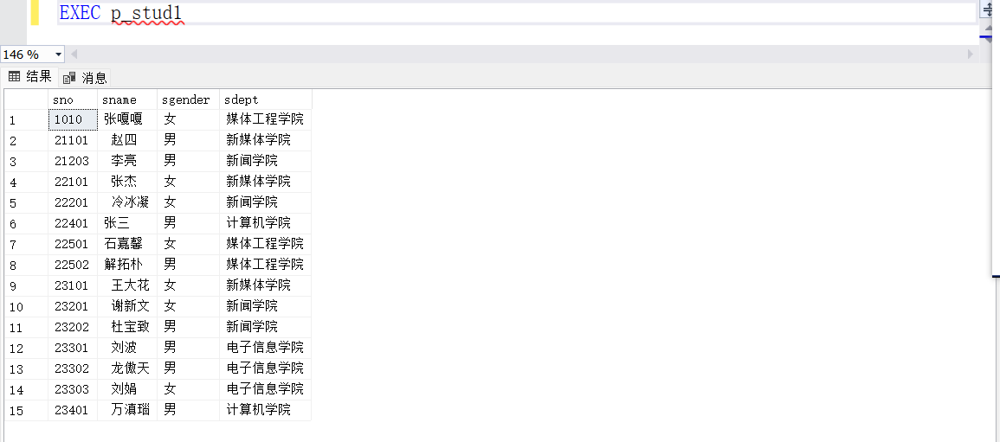 EXEC p_stud1
146 %
结果 消息
sno sname sgender sdept
1 1010 张嘎嘎 女 媒体工程学院
2 21101 赵四 男 新媒体学院
3 21203 李亮 男 新闻学院
4 22101 张杰 女 新媒体学院
5 22201 冷冰凝 女 新闻学院
6 22401 张三 男 计算机学院
7 22501 石嘉馨 女 媒体工程学院
8 22502 解拓朴 男 媒体工程学院
9 23101 王大花 女 新媒体学院
10 23201 谢新文 女 新闻学院
11 23202 杜宝致 男 新闻学院
12 23301 刘波 男 电子信息学院
13 23302 龙傲天 男 电子信息学院
14 23303 刘娟 女 电子信息学院
15 23401 万滇瑙 男 计算机学院